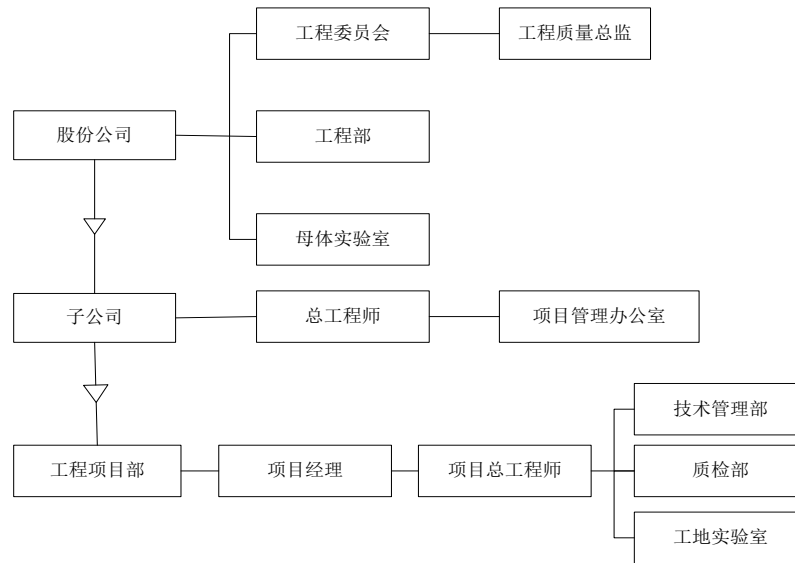 工程委员会
工程质量总监
股份公司
工程部
母体实验室
子公司
总工程师
项目管理办公室
技术管理部
工程项目部
项目经理
项目总工程师
质检部
工地实验室